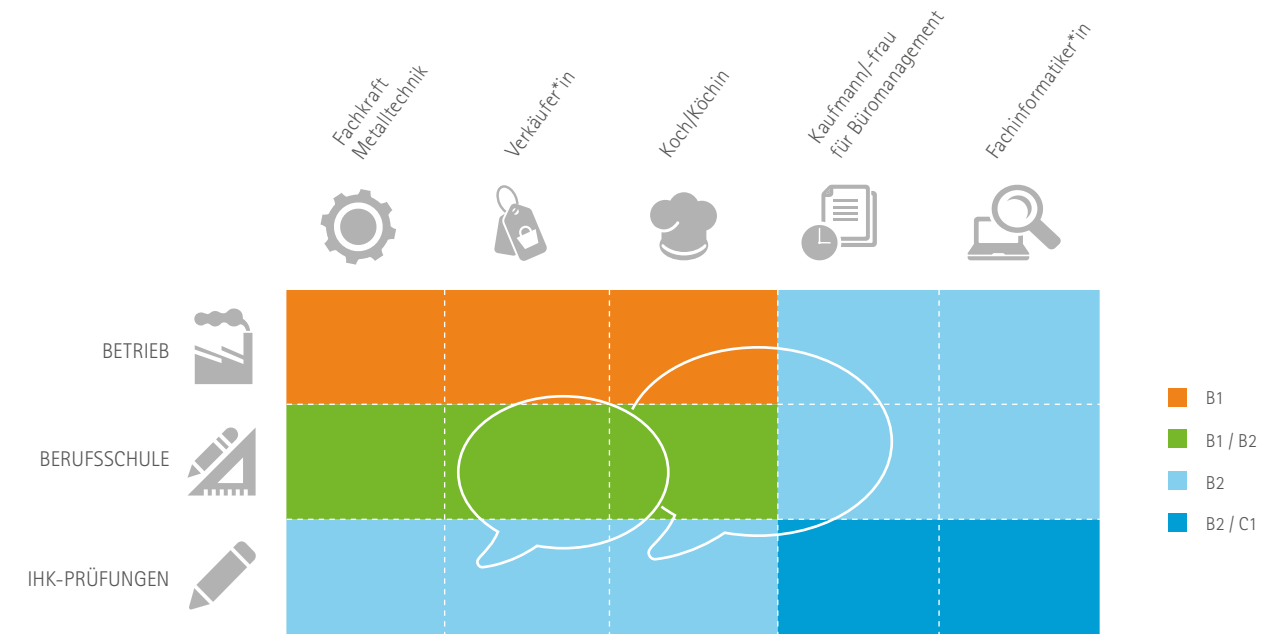 Fachkraft
Metalltechnik
Verkäufer*in
Koch/Köchin
Kaufmann/-frau
für Büromanagement
Fachinformatiker*in
BETRIEB
BERUFSSCHULE
IHK-PRÜFUNGEN
B1
B1 / B2
B2
B2 / C1